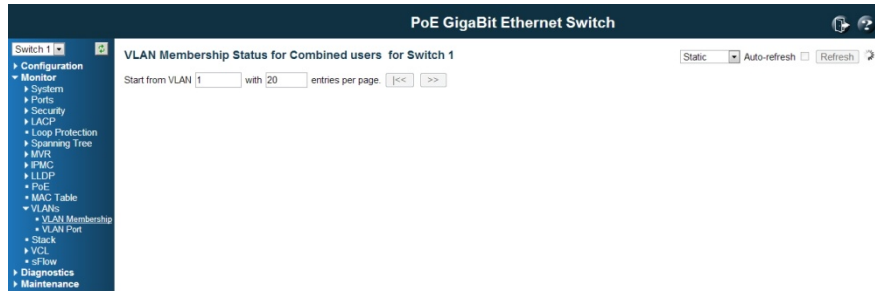 PoE GigaBit Ethernet Switch
Switch 1
Configuration
Monitor
System
Ports
Security
LACP
Loop Protection
Spanning Tree
MVR
IPMC
LLDP
PoE
MAC Table
VLANs
VLAN Membership
VLAN Port
Stack
VCL
sFlow
Diagnostics
Maintenance
VLAN Membership Status for Combined users for Switch 1
Static Auto-refresh Refresh
Start from VLAN 1 with 20 entries per page. |<< >>